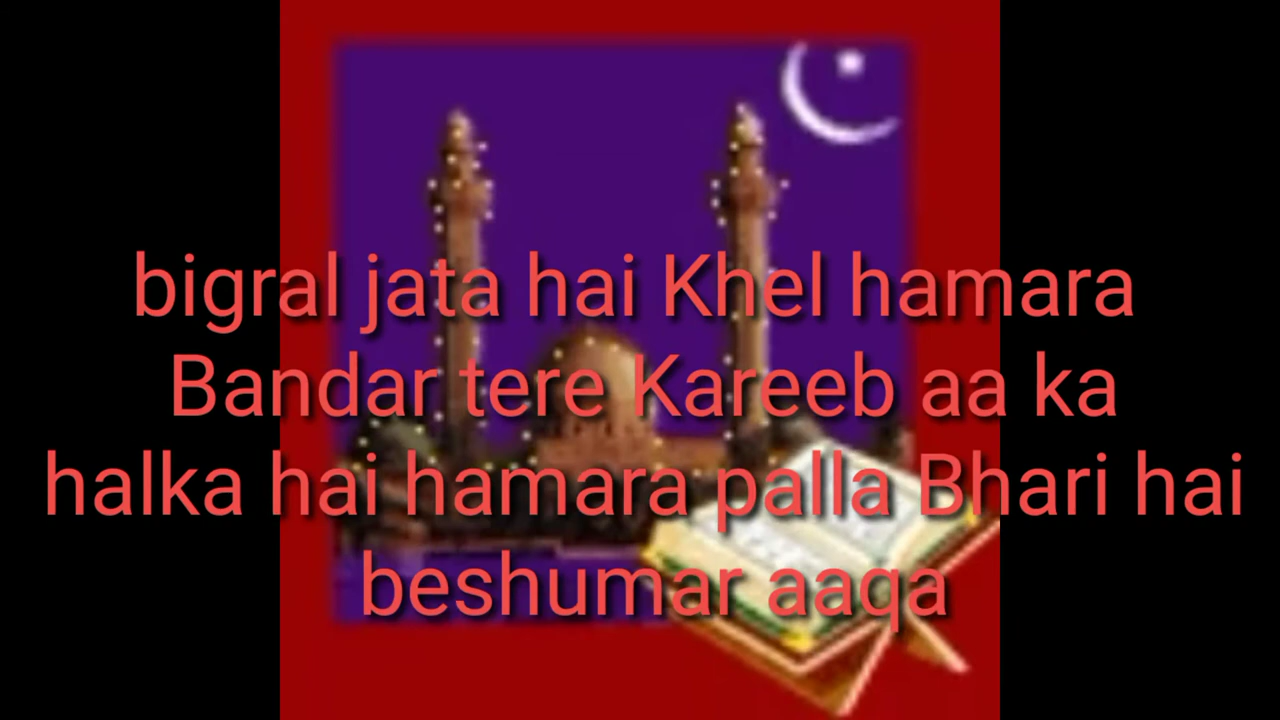 bigral jata hai Khel hamara
Bandar tere Kareeb aa ka
halka hai hamara palla Bhari hai
beshumar aaqa